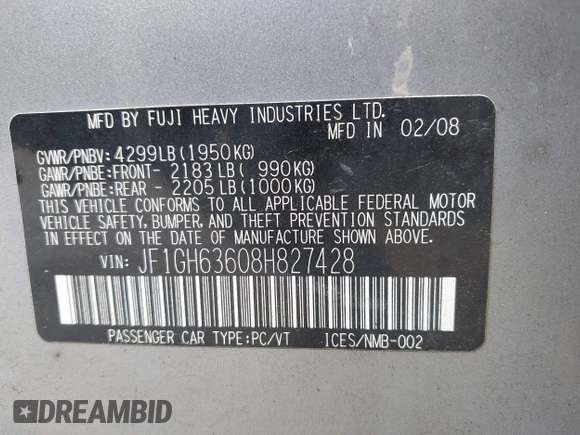 MFD BY FUJI HEAVY INDUSTRIES LTD.
MFD IN 02/08
GVWR/PNBV: 4299LB(1950KG)
GAWR/PNBE:FRONT- 2183LB( 990KG)
GAWR/PNBE:REAR - 2205LB(1000KG)
THIS VEHICLE CONFORMS TO ALL APPLICABLE FEDERAL MOTOR
VEHICLE SAFETY, BUMPER, AND THEFT PREVENTION STANDARDS
IN EFFECT ON THE DATE OF MANUFACTURE SHOWN ABOVE.
VIN: JF1GH63608H827428
PASSENGER CAR TYPE:PC/VT ICES/NMB-002
DREAMBID